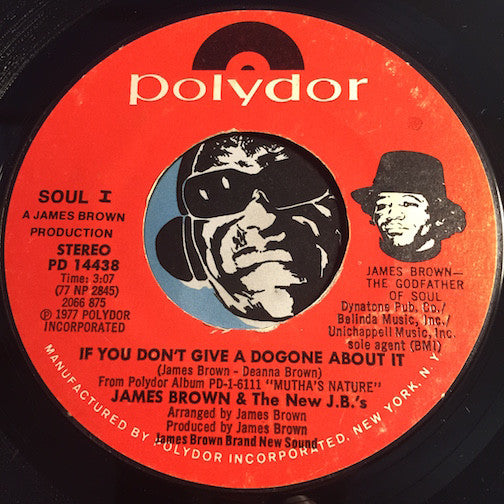 polydor
SOUL I
A JAMES BROWN
PRODUCTION
STEREO
PD 14438
Time: 3:07
(77 NP 2845)
2066 875
Ⓟ 1977 POLYDOR
INCORPORATED
JAMES BROWN—
THE GODFATHER
OF SOUL
Dynatone Pub. Co./
Belinda Music, Inc./
Unichappell Music, Inc.
sole agent (BMI)
IF YOU DON'T GIVE A DOGONE ABOUT IT
(James Brown - Deanna Brown)
From Polydor Album PD-1-6111 "MUTHA'S NATURE"
JAMES BROWN & The New J.B.'s
Arranged by James Brown
Produced by James Brown
James Brown Brand New Sound
MANUFACTURED BY POLYDOR INCORPORATED, NEW YORK, N.Y.